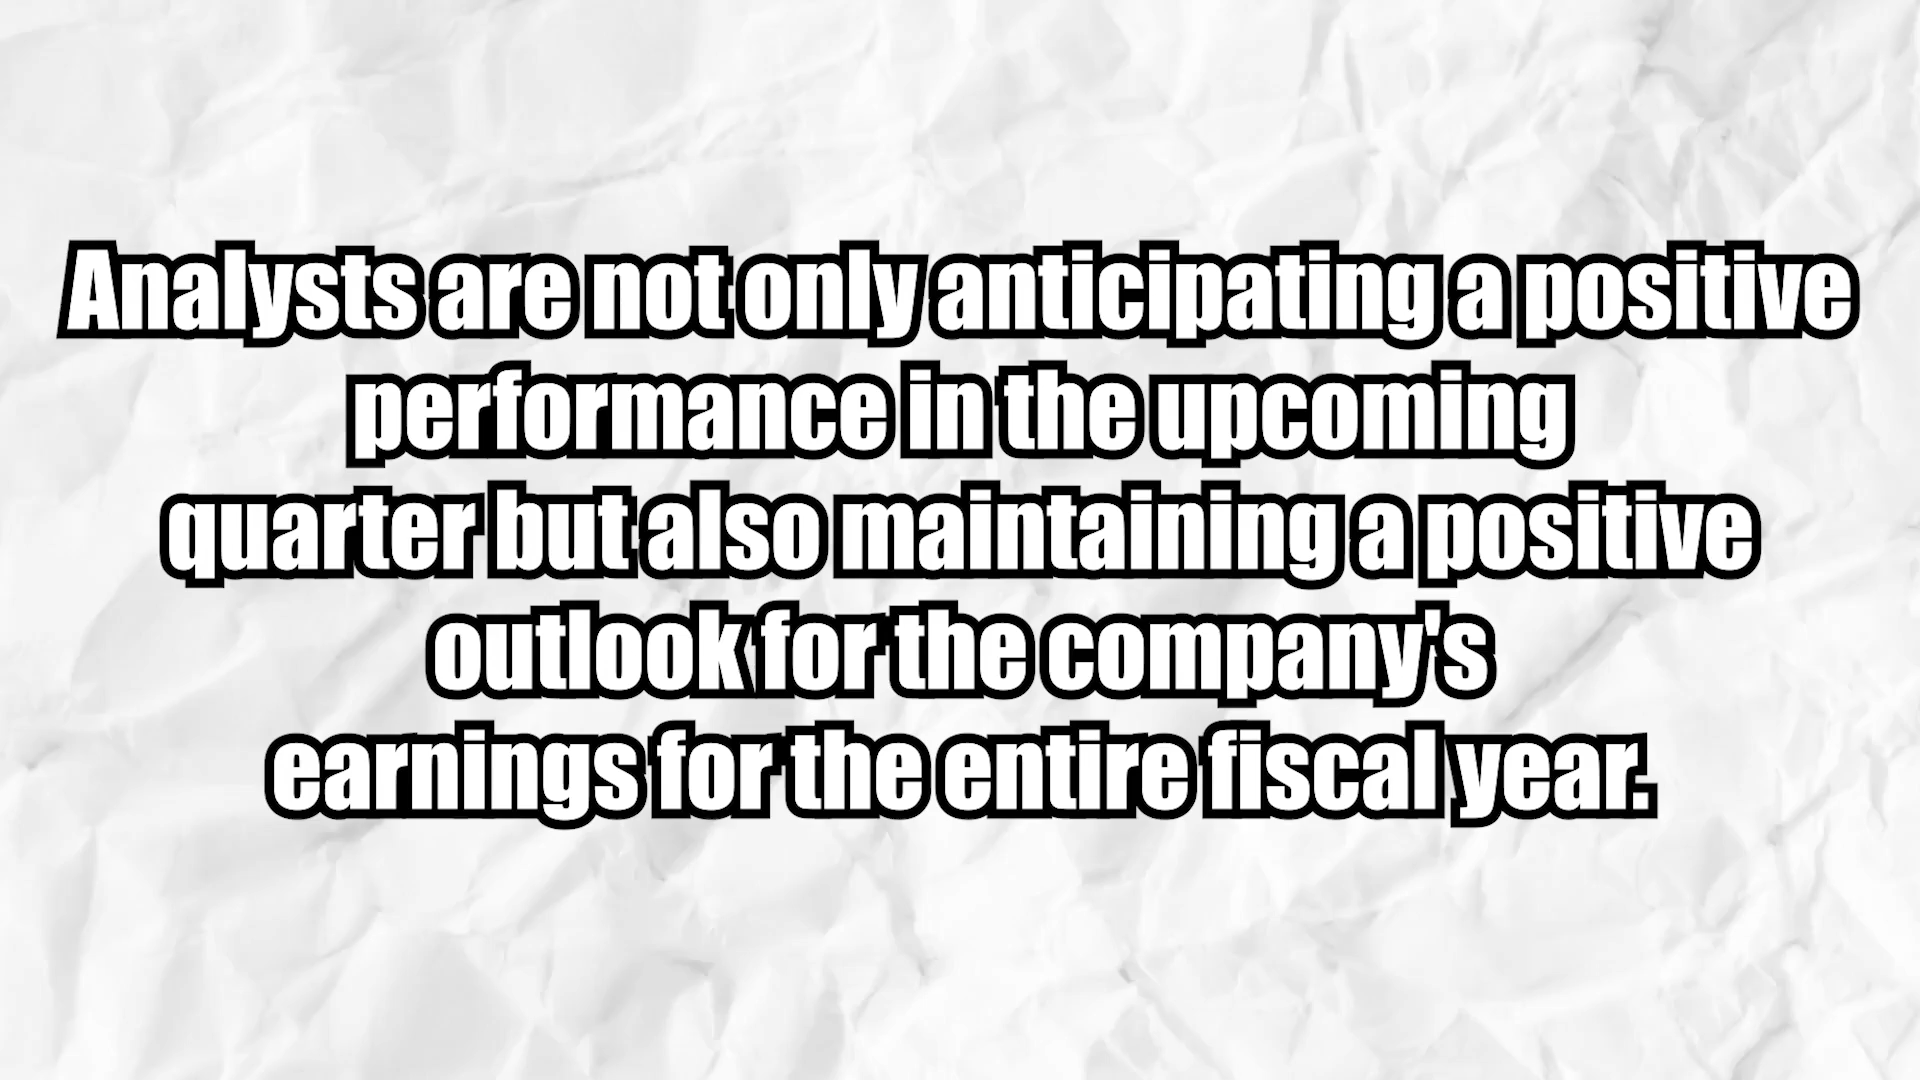 Analysts are not only anticipating a positive
performance in the upcoming
quarter but also maintaining a positive
outlook for the company's
earnings for the entire fiscal year.